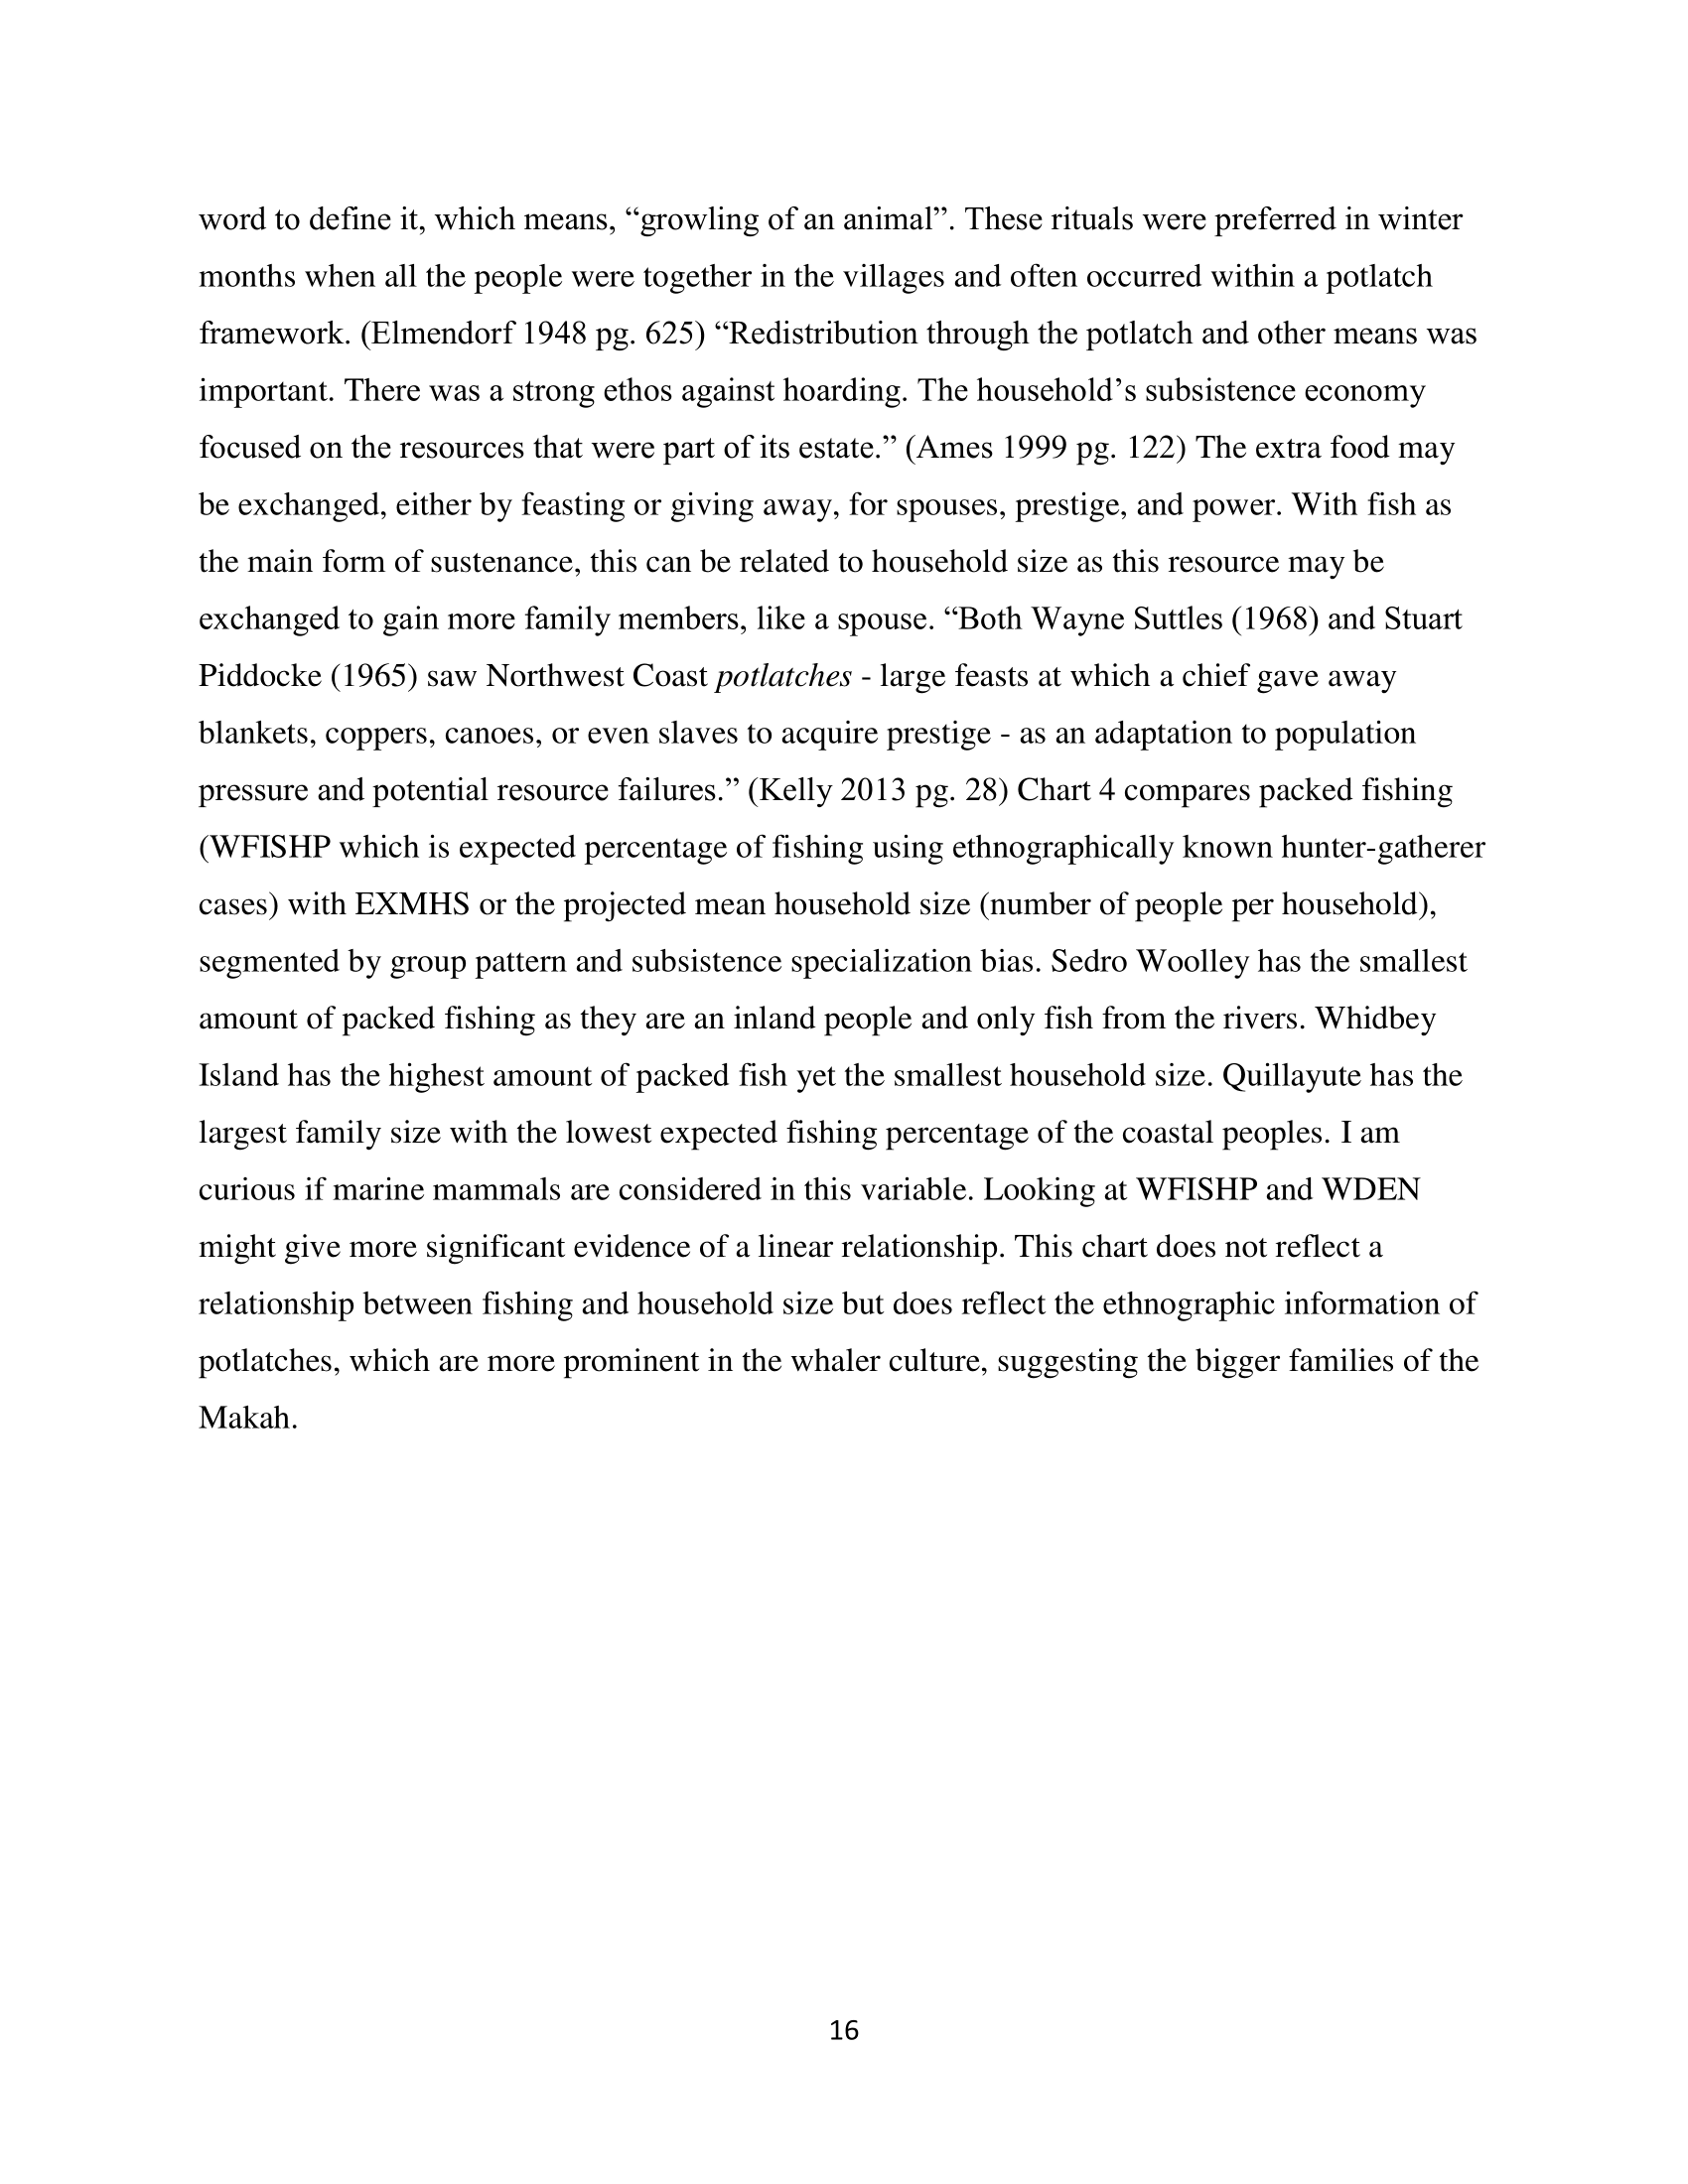 word to define it, which means, “growling of an animal”. These rituals were preferred in winter
months when all the people were together in the villages and often occurred within a potlatch
framework. (Elmendorf 1948 pg. 625) “Redistribution through the potlatch and other means was
important. There was a strong ethos against hoarding. The household’s subsistence economy
focused on the resources that were part of its estate.” (Ames 1999 pg. 122) The extra food may
be exchanged, either by feasting or giving away, for spouses, prestige, and power. With fish as
the main form of sustenance, this can be related to household size as this resource may be
exchanged to gain more family members, like a spouse. “Both Wayne Suttles (1968) and Stuart
Piddocke (1965) saw Northwest Coast potlatches - large feasts at which a chief gave away
blankets, coppers, canoes, or even slaves to acquire prestige - as an adaptation to population
pressure and potential resource failures.” (Kelly 2013 pg. 28) Chart 4 compares packed fishing
(WFISHP which is expected percentage of fishing using ethnographically known hunter-gatherer
cases) with EXMHS or the projected mean household size (number of people per household),
segmented by group pattern and subsistence specialization bias. Sedro Woolley has the smallest
amount of packed fishing as they are an inland people and only fish from the rivers. Whidbey
Island has the highest amount of packed fish yet the smallest household size. Quillayute has the
largest family size with the lowest expected fishing percentage of the coastal peoples. I am
curious if marine mammals are considered in this variable. Looking at WFISHP and WDEN
might give more significant evidence of a linear relationship. This chart does not reflect a
relationship between fishing and household size but does reflect the ethnographic information of
potlatches, which are more prominent in the whaler culture, suggesting the bigger families of the
Makah.
16